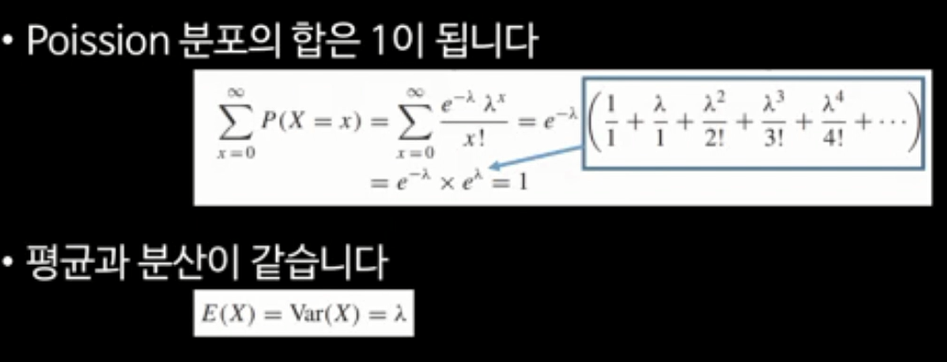 • Poission 분포의 합은 1이 됩니다
$\sum_{x=0}^{\infty} P(X = x) = \sum_{x=0}^{\infty} \frac{e^{-\lambda} \lambda^x}{x!} = e^{-\lambda} \left( \frac{1}{1} + \frac{\lambda}{1} + \frac{\lambda^2}{2!} + \frac{\lambda^3}{3!} + \frac{\lambda^4}{4!} + \cdots \right)$
$= e^{-\lambda} \times e^{\lambda} = 1$
• 평균과 분산이 같습니다
$E(X) = \text{Var}(X) = \lambda$